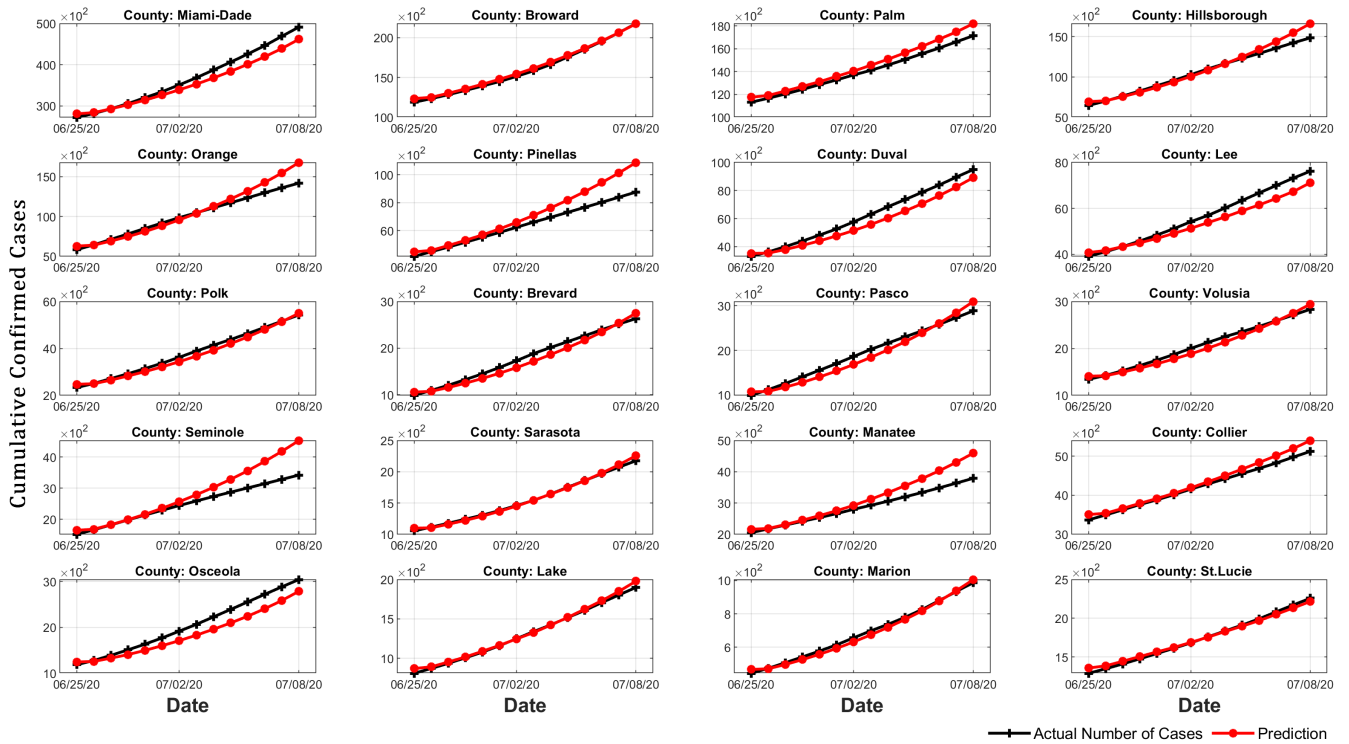 Cumulative Confirmed Cases
County: Miami-Dade
×10²
500
400
300
06/25/20 07/02/20 07/08/20
County: Broward
×10²
200
150
100
06/25/20 07/02/20 07/08/20
County: Palm
×10²
180
160
140
120
100
06/25/20 07/02/20 07/08/20
County: Hillsborough
×10²
150
100
50
06/25/20 07/02/20 07/08/20
County: Orange
×10²
150
100
50
06/25/20 07/02/20 07/08/20
County: Pinellas
×10²
100
80
60
06/25/20 07/02/20 07/08/20
County: Duval
×10²
100
80
60
40
06/25/20 07/02/20 07/08/20
County: Lee
×10²
80
60
40
06/25/20 07/02/20 07/08/20
County: Polk
×10²
60
40
20
06/25/20 07/02/20 07/08/20
County: Brevard
×10²
30
20
10
06/25/20 07/02/20 07/08/20
County: Pasco
×10²
30
20
10
06/25/20 07/02/20 07/08/20
County: Volusia
×10²
30
20
10
06/25/20 07/02/20 07/08/20
County: Seminole
×10²
40
30
20
06/25/20 07/02/20 07/08/20
County: Sarasota
×10²
25
20
15
10
06/25/20 07/02/20 07/08/20
County: Manatee
×10²
50
40
30
20
06/25/20 07/02/20 07/08/20
County: Collier
×10²
50
40
30
06/25/20 07/02/20 07/08/20
County: Osceola
×10²
30
20
10
06/25/20 07/02/20 07/08/20
Date
County: Lake
×10²
20
15
10
06/25/20 07/02/20 07/08/20
Date
County: Marion
×10²
10
8
6
06/25/20 07/02/20 07/08/20
Date
County: St.Lucie
×10²
25
20
15
06/25/20 07/02/20 07/08/20
Date
Actual Number of Cases Prediction